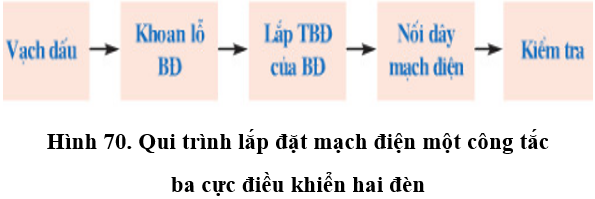 Vạch dấu
Khoan lỗ
BĐ
Lắp TBĐ
của BĐ
Nối dây
mạch điện
Kiểm tra
Hình 70. Qui trình lắp đặt mạch điện một công tắc
ba cực điều khiển hai đèn